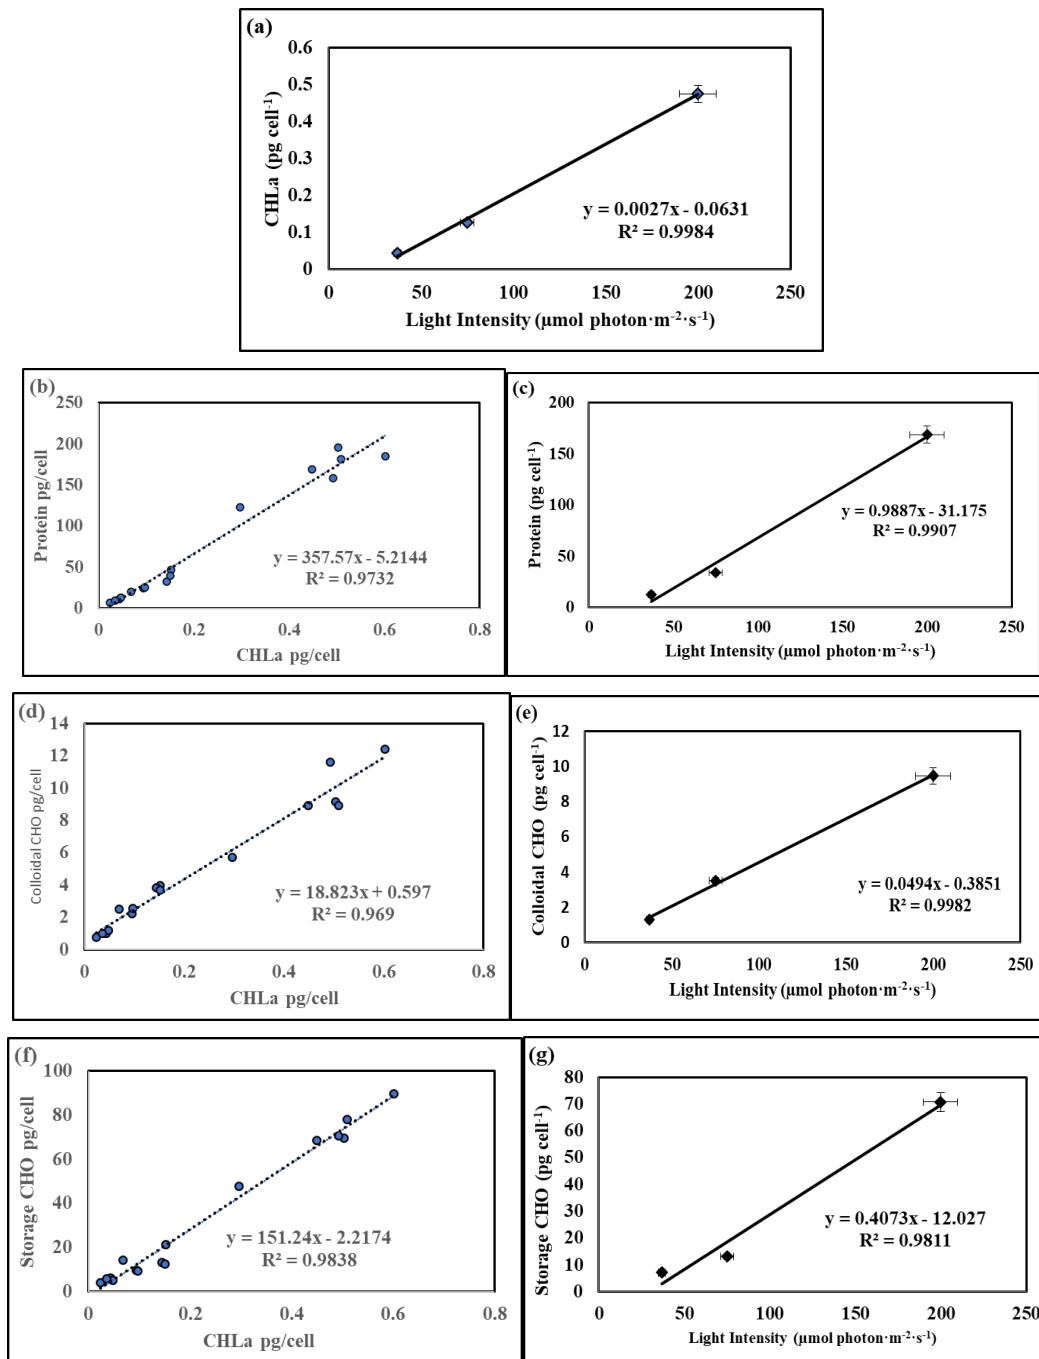 (a)
0.6
0.5
0.4
0.3
0.2
0.1
0
CHLa (pg cell⁻¹)
y = 0.0027x - 0.0631
R² = 0.9984
0 50 100 150 200 250
Light Intensity (µmol photon·m⁻²·s⁻¹)
(b)
250
200
150
100
50
0
Protein pg/cell
y = 357.57x - 5.2144
R² = 0.9732
0 0.2 0.4 0.6 0.8
CHLa pg/cell
(c)
200
150
100
50
0
Protein (pg cell⁻¹)
y = 0.9887x - 31.175
R² = 0.9907
0 50 100 150 200 250
Light Intensity (µmol photon·m⁻²·s⁻¹)
(d)
14
12
10
8
6
4
2
0
Colloidal CHO pg/cell
y = 18.823x + 0.597
R² = 0.969
0 0.2 0.4 0.6 0.8
CHLa pg/cell
(e)
12
10
8
6
4
2
0
Colloidal CHO (pg cell⁻¹)
y = 0.0494x - 0.3851
R² = 0.9982
0 50 100 150 200 250
Light Intensity (µmol photon·m⁻²·s⁻¹)
(f)
100
80
60
40
20
0
Storage CHO pg/cell
y = 151.24x - 2.2174
R² = 0.9838
0 0.2 0.4 0.6 0.8
CHLa pg/cell
(g)
80
70
60
50
40
30
20
10
0
Storage CHO (pg cell⁻¹)
y = 0.4073x - 12.027
R² = 0.9811
0 50 100 150 200 250
Light Intensity (µmol photon·m⁻²·s⁻¹)